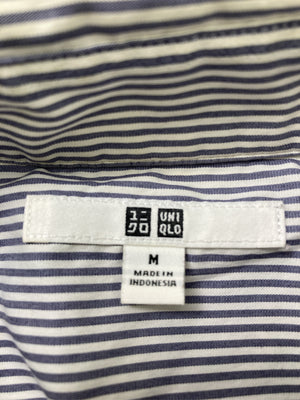 ユニ UNI
クロ QLO
M
MADE IN
INDONESIA